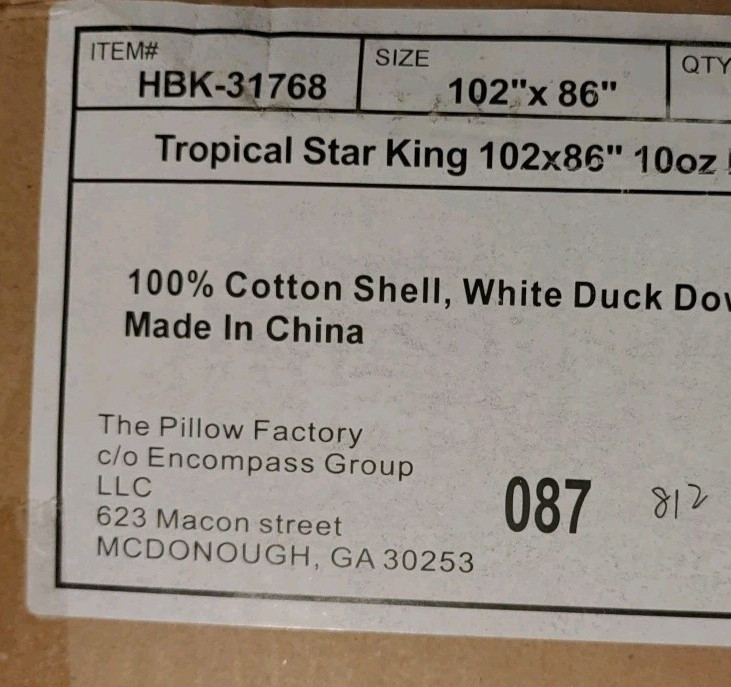 ITEM#
HBK-31768
SIZE
102"x 86"
QTY
Tropical Star King 102x86" 10oz
100% Cotton Shell, White Duck
Made In China
The Pillow Factory
c/o Encompass Group
LLC
623 Macon street
MCDONOUGH, GA 30253
087
812